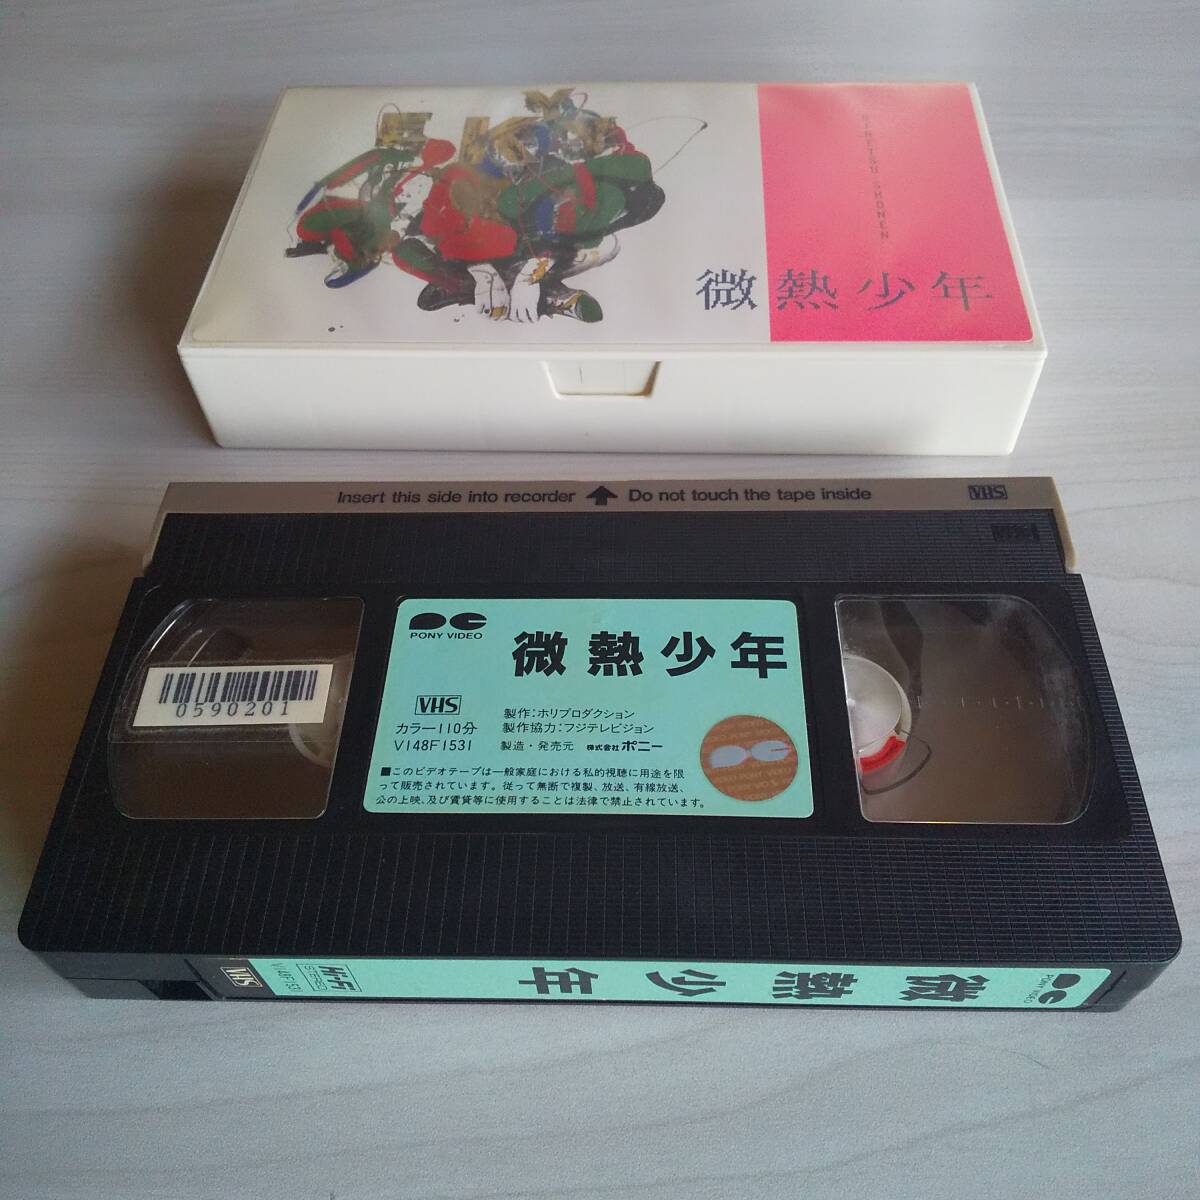 BINETSU SHONEN
微熱少年
Insert this side into recorder ↑ Do not touch the tape inside VHS
PONY VIDEO
微熱少年
VHS
カラー110分
V148F1531
製作:ホリプロダクション
製作協力:フジテレビジョン
製造・発売元 株式会社 ポニー
■このビデオテープは一般家庭における私的視聴に用途を限
って販売されています。従って無断で複製、放送、有線放送、
公の上映、及び賃貸等に使用することは法律で禁止されています。
0590201
PONY VIDEO
微熱少年
Hi-Fi
STEREO
V148F1531
VHS